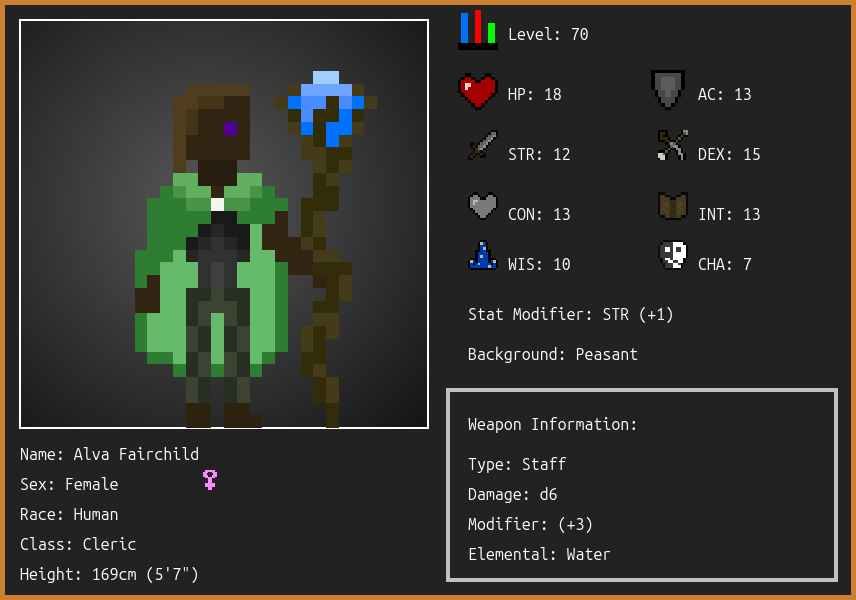 Level: 70
HP: 18
AC: 13
STR: 12
DEX: 15
CON: 13
INT: 13
WIS: 10
CHA: 7
Stat Modifier: STR (+1)
Background: Peasant
Weapon Information:
Type: Staff
Damage: d6
Modifier: (+3)
Elemental: Water
Name: Alva Fairchild
Sex: Female
Race: Human
Class: Cleric
Height: 169cm (5'7")